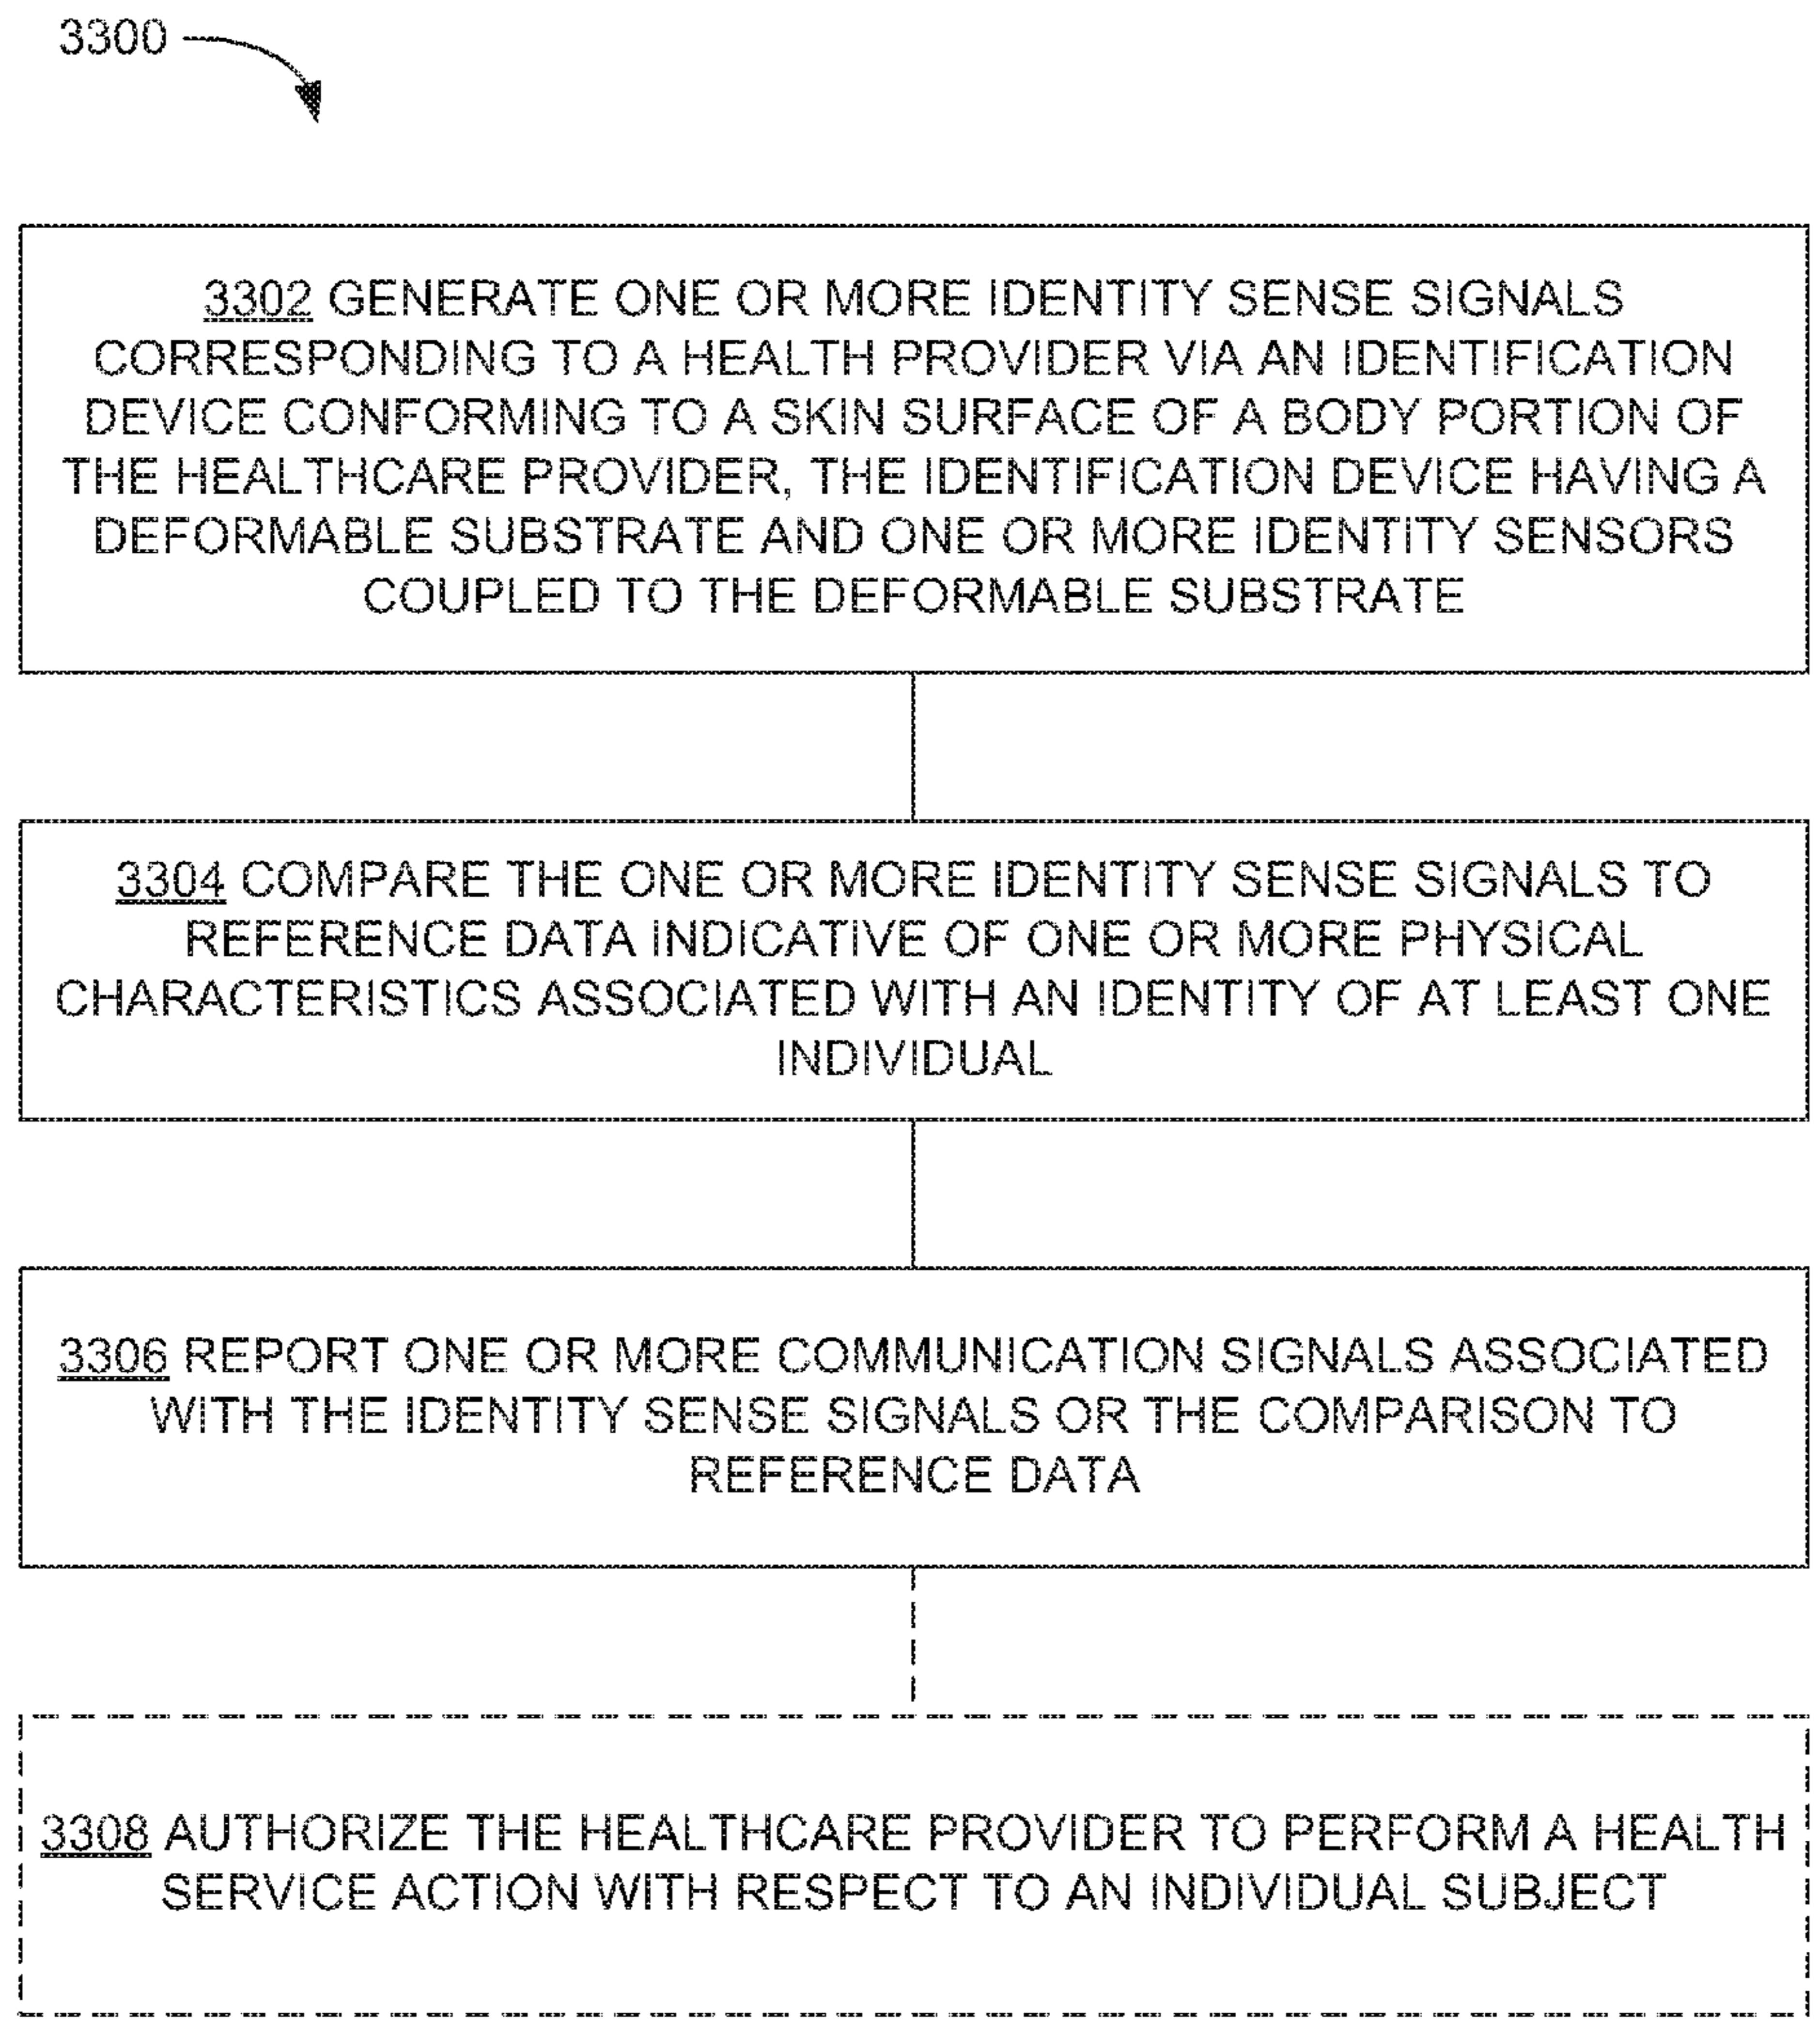 3300
3302 GENERATE ONE OR MORE IDENTITY SENSE SIGNALS
CORRESPONDING TO A HEALTH PROVIDER VIA AN IDENTIFICATION
DEVICE CONFORMING TO A SKIN SURFACE OF A BODY PORTION OF
THE HEALTHCARE PROVIDER, THE IDENTIFICATION DEVICE HAVING A
DEFORMABLE SUBSTRATE AND ONE OR MORE IDENTITY SENSORS
COUPLED TO THE DEFORMABLE SUBSTRATE
3304 COMPARE THE ONE OR MORE IDENTITY SENSE SIGNALS TO
REFERENCE DATA INDICATIVE OF ONE OR MORE PHYSICAL
CHARACTERISTICS ASSOCIATED WITH AN IDENTITY OF AT LEAST ONE
INDIVIDUAL
3306 REPORT ONE OR MORE COMMUNICATION SIGNALS ASSOCIATED
WITH THE IDENTITY SENSE SIGNALS OR THE COMPARISON TO
REFERENCE DATA
3308 AUTHORIZE THE HEALTHCARE PROVIDER TO PERFORM A HEALTH
SERVICE ACTION WITH RESPECT TO AN INDIVIDUAL SUBJECT